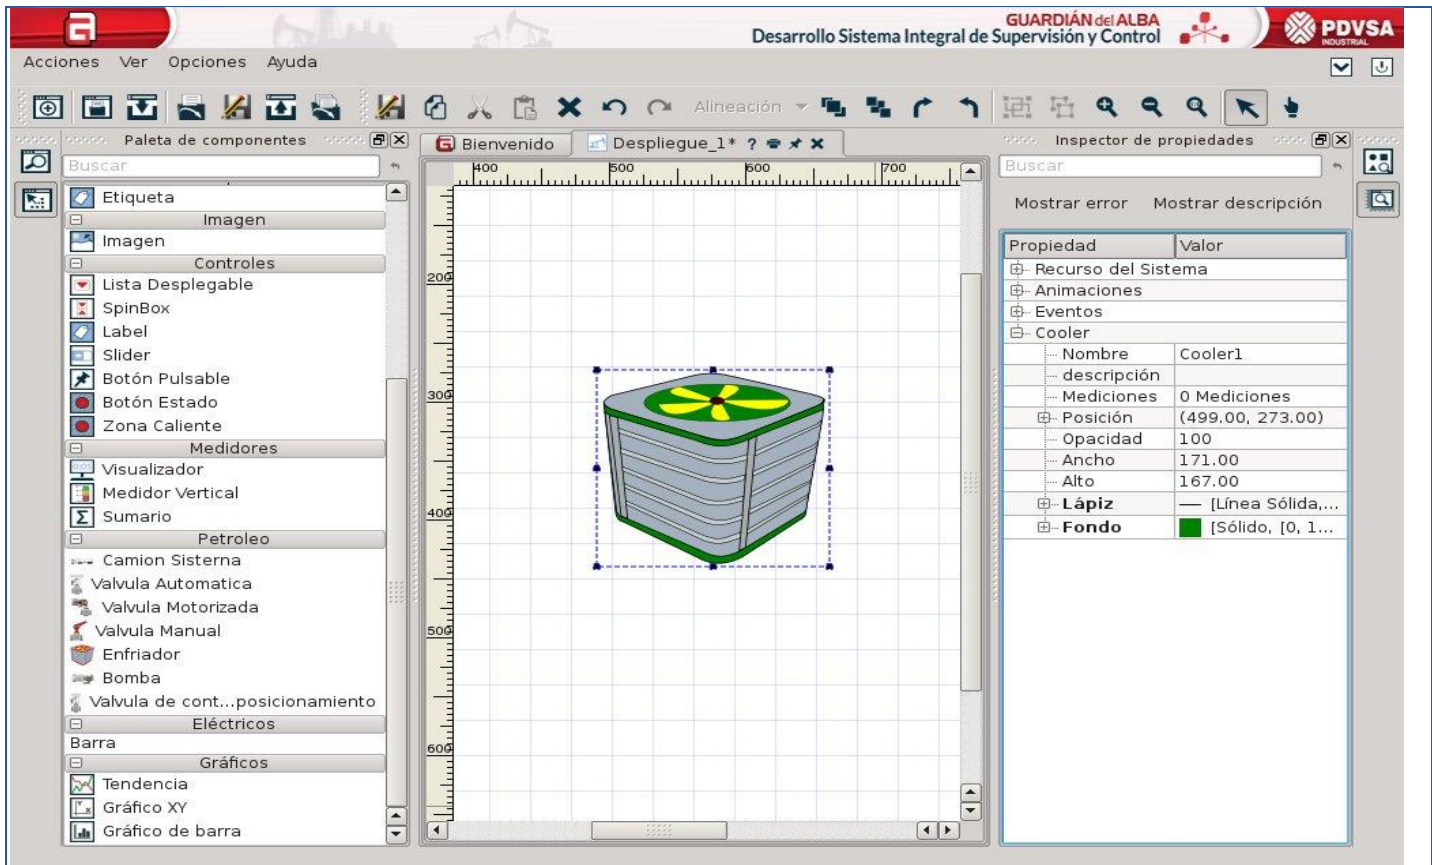 GUARDIÁN del ALBA
Desarrollo Sistema Integral de Supervisión y Control
PDVSA
INDUSTRIAL
Acciones Ver Opciones Ayuda
Alineación
Paleta de componentes
Buscar
Etiqueta
Imagen
Imagen
Controles
Lista Desplegable
SpinBox
Label
Slider
Botón Pulsable
Botón Estado
Zona Caliente
Medidores
Visualizador
Medidor Vertical
Sumario
Petroleo
Camion Sisterna
Valvula Automatica
Valvula Motorizada
Valvula Manual
Enfriador
Bomba
Valvula de cont...posicionamiento
Eléctricos
Barra
Gráficos
Tendencia
Gráfico XY
Gráfico de barra
Bienvenido
Despliegue_1* ?
400 500 600 700
200
300
400
500
600
Inspector de propiedades
Buscar
Mostrar error Mostrar descripción
Propiedad Valor
Recurso del Sistema
Animaciones
Eventos
Cooler
Nombre Cooler1
descripción
Mediciones 0 Mediciones
Posición (499.00, 273.00)
Opacidad 100
Ancho 171.00
Alto 167.00
Lápiz [Línea Sólida,...
Fondo [Sólido, [0, 1...